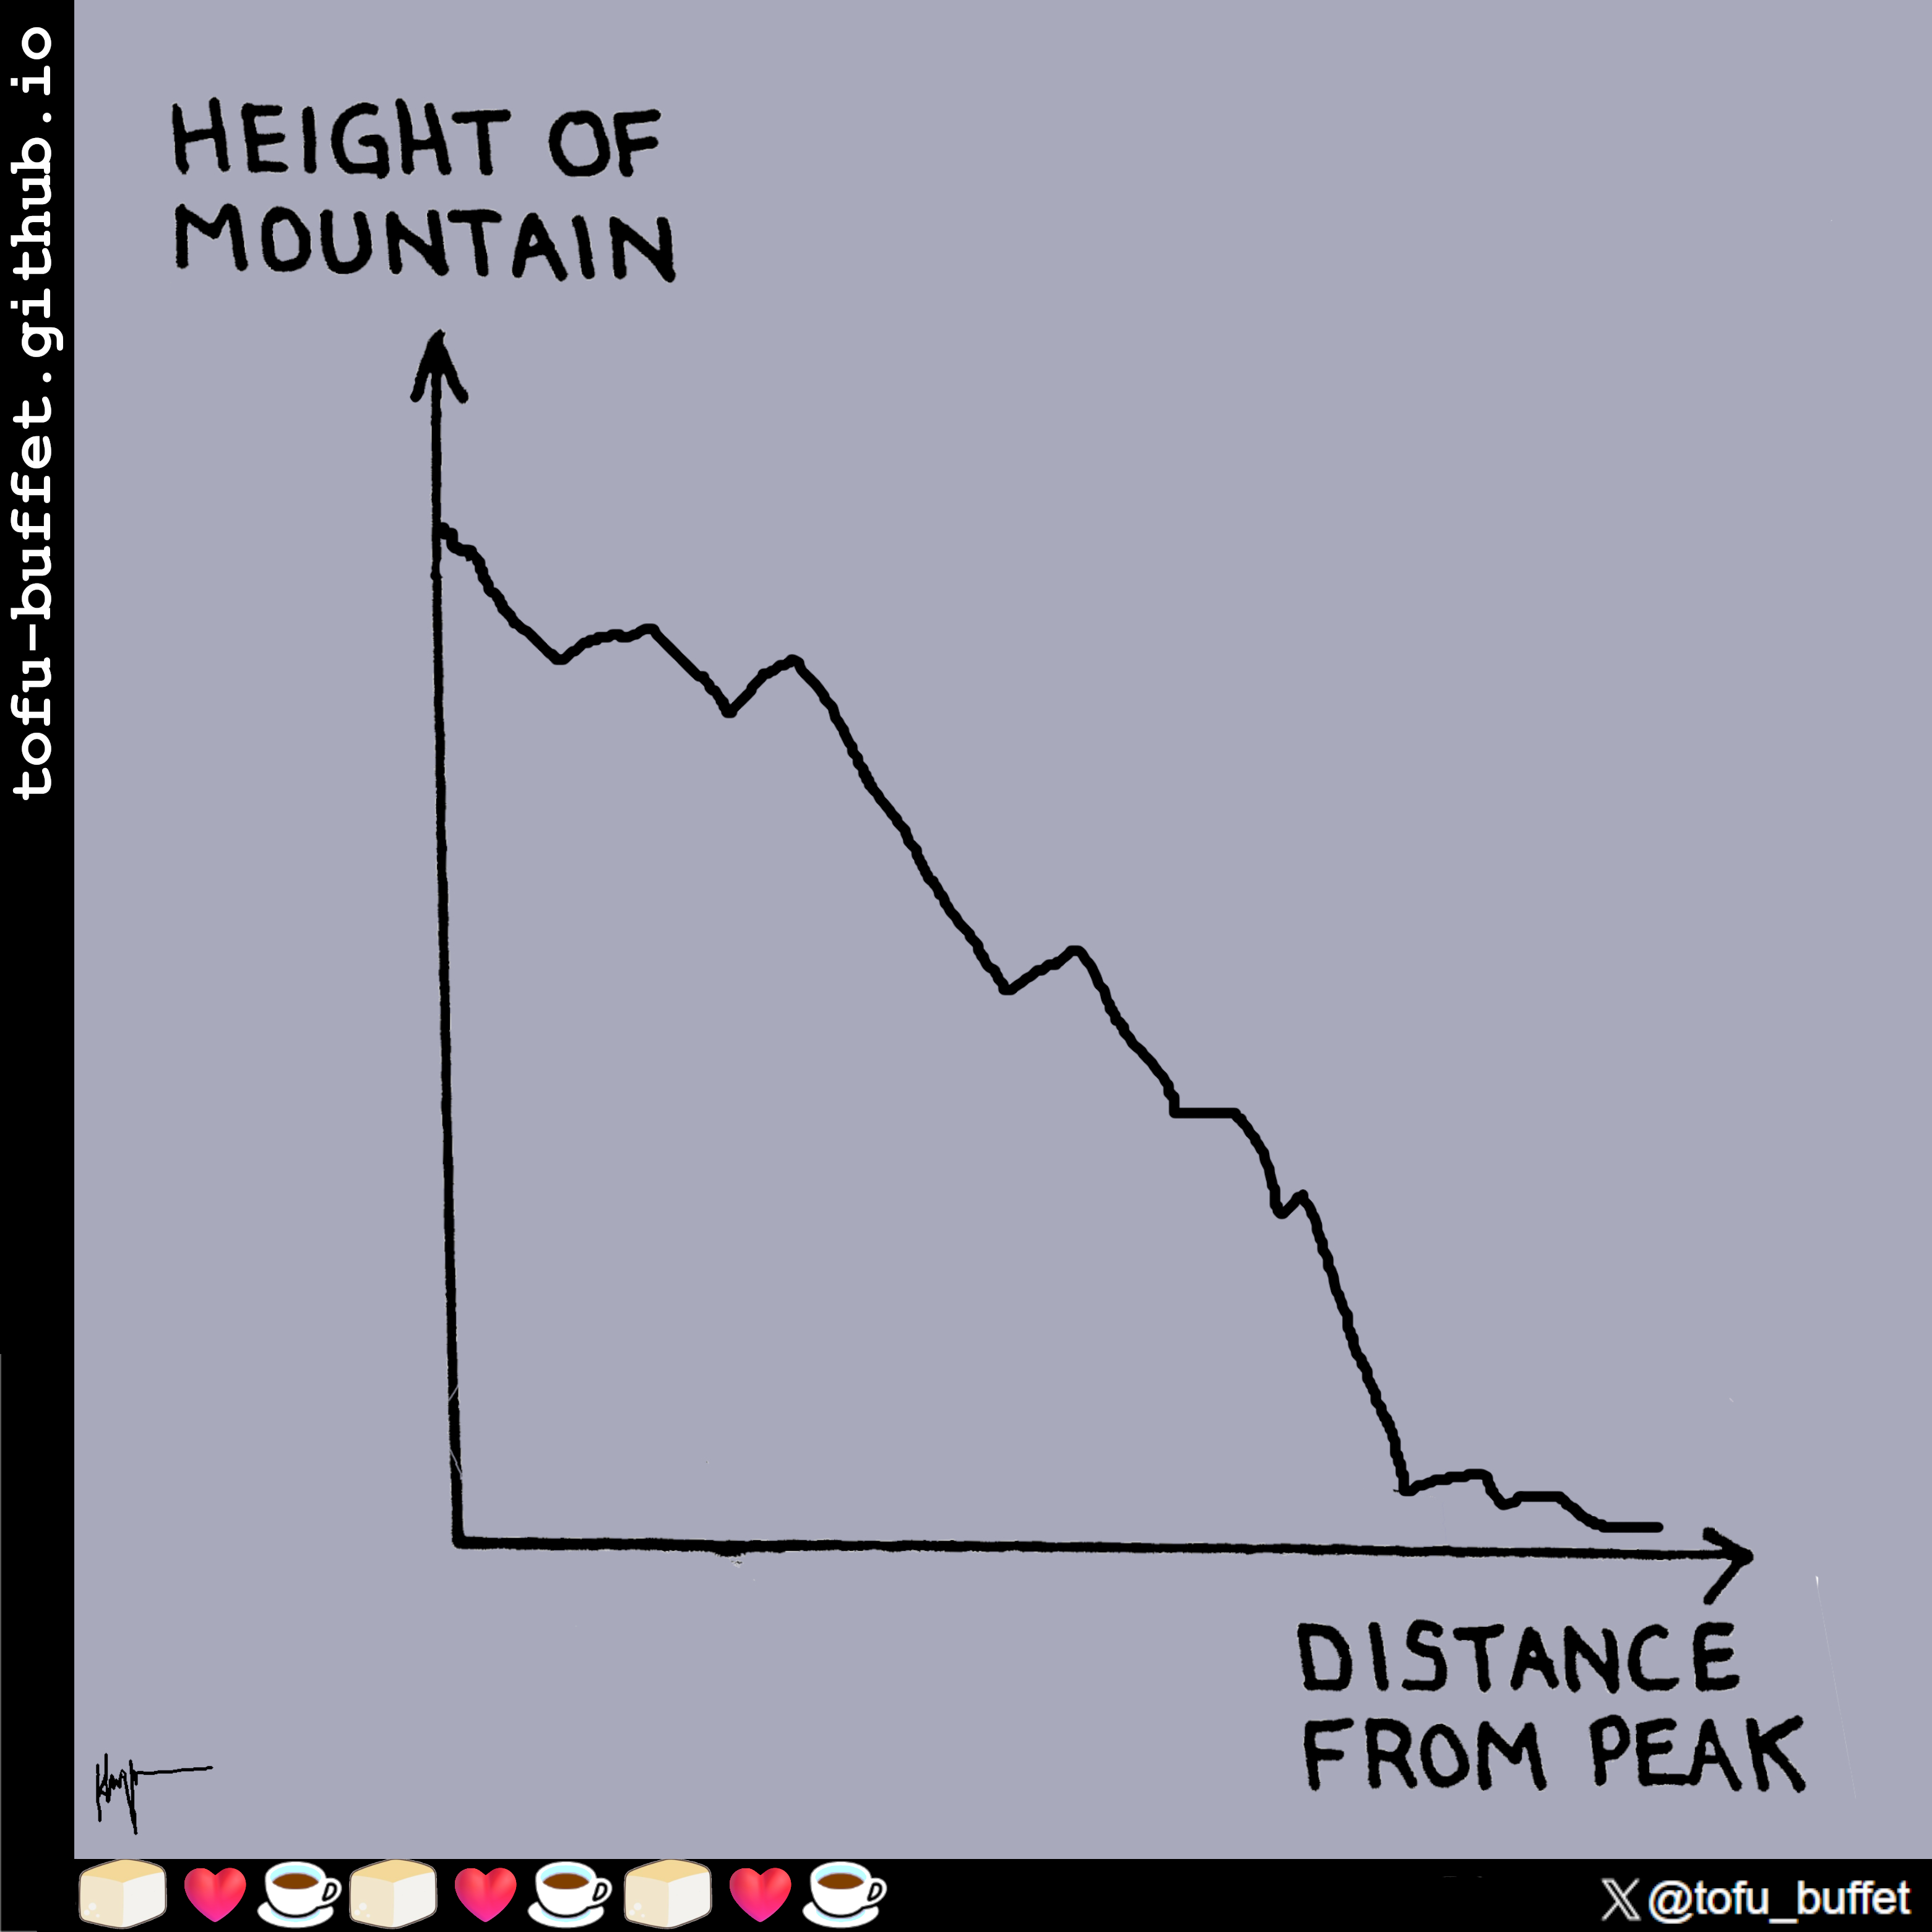 tofu-buffet.github.io
HEIGHT OF
MOUNTAIN
DISTANCE
FROM PEAK
𝕏 @tofu_buffet